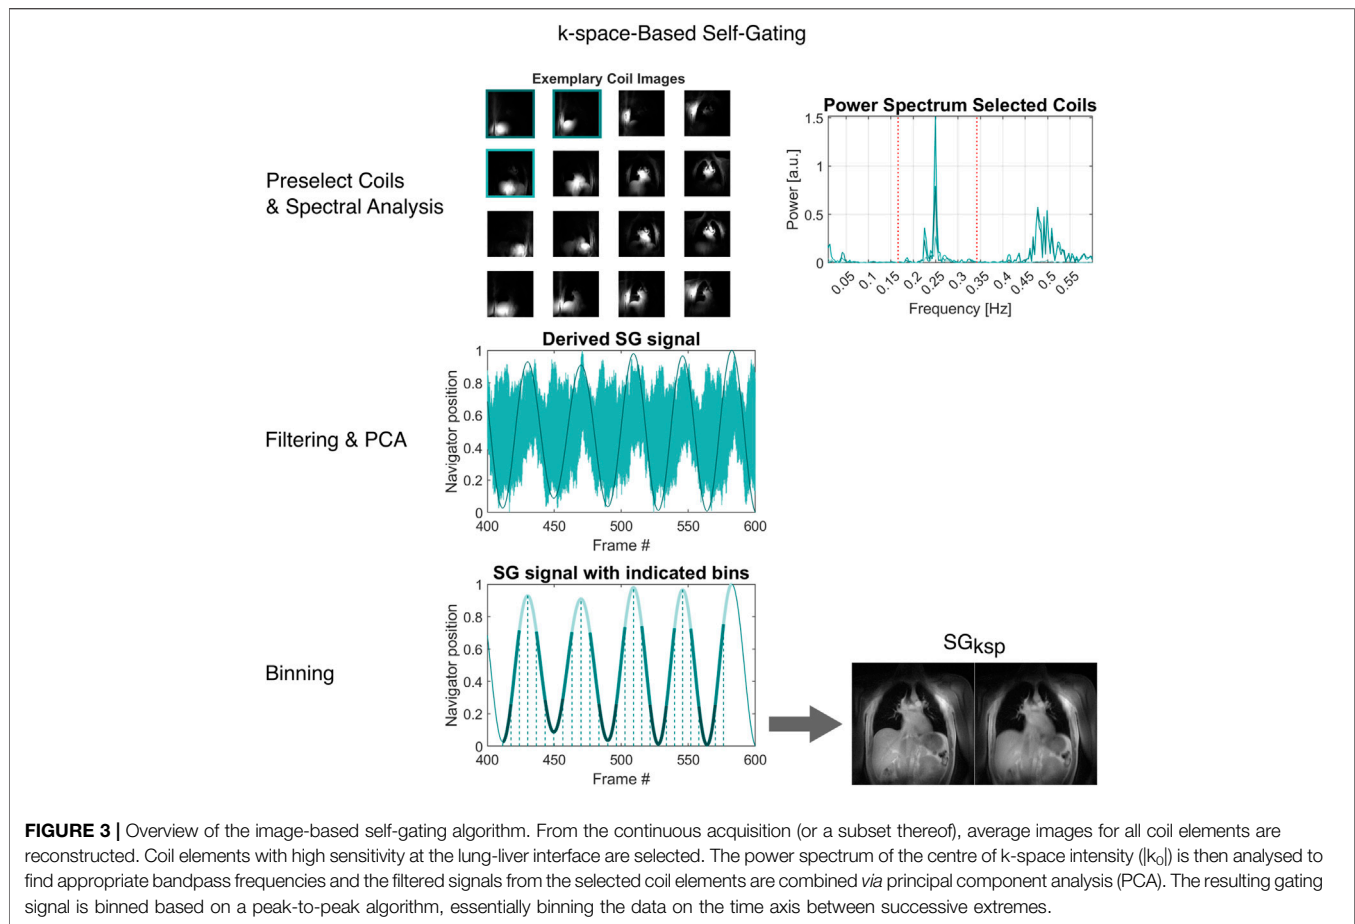 k-space-Based Self-Gating
Exemplary Coil Images
Preselect Coils
& Spectral Analysis
Power Spectrum Selected Coils
Power [a.u.]
1.5
1
0.5
0
0.05 0.1 0.15 0.2 0.25 0.3 0.35 0.4 0.45 0.5 0.55
Frequency [Hz]
Filtering & PCA
Derived SG signal
Navigator position
1
0.8
0.6
0.4
0.2
0
400 450 500 550 600
Frame #
Binning
SG signal with indicated bins
Navigator position
1
0.8
0.6
0.4
0.2
0
400 450 500 550 600
Frame #
SGksp
FIGURE 3 | Overview of the image-based self-gating algorithm. From the continuous acquisition (or a subset thereof), average images for all coil elements are
reconstructed. Coil elements with high sensitivity at the lung-liver interface are selected. The power spectrum of the centre of k-space intensity (|k₀|) is then analysed to
find appropriate bandpass frequencies and the filtered signals from the selected coil elements are combined via principal component analysis (PCA). The resulting gating
signal is binned based on a peak-to-peak algorithm, essentially binning the data on the time axis between successive extremes.